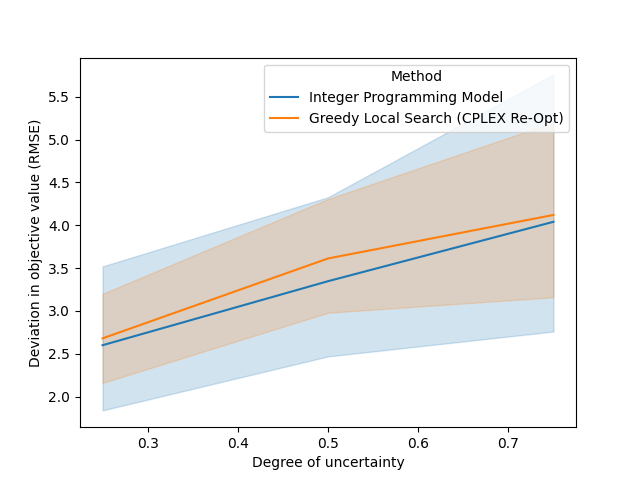 Method
Integer Programming Model
Greedy Local Search (CPLEX Re-Opt)
Deviation in objective value (RMSE)
5.5
5.0
4.5
4.0
3.5
3.0
2.5
2.0
0.3 0.4 0.5 0.6 0.7
Degree of uncertainty